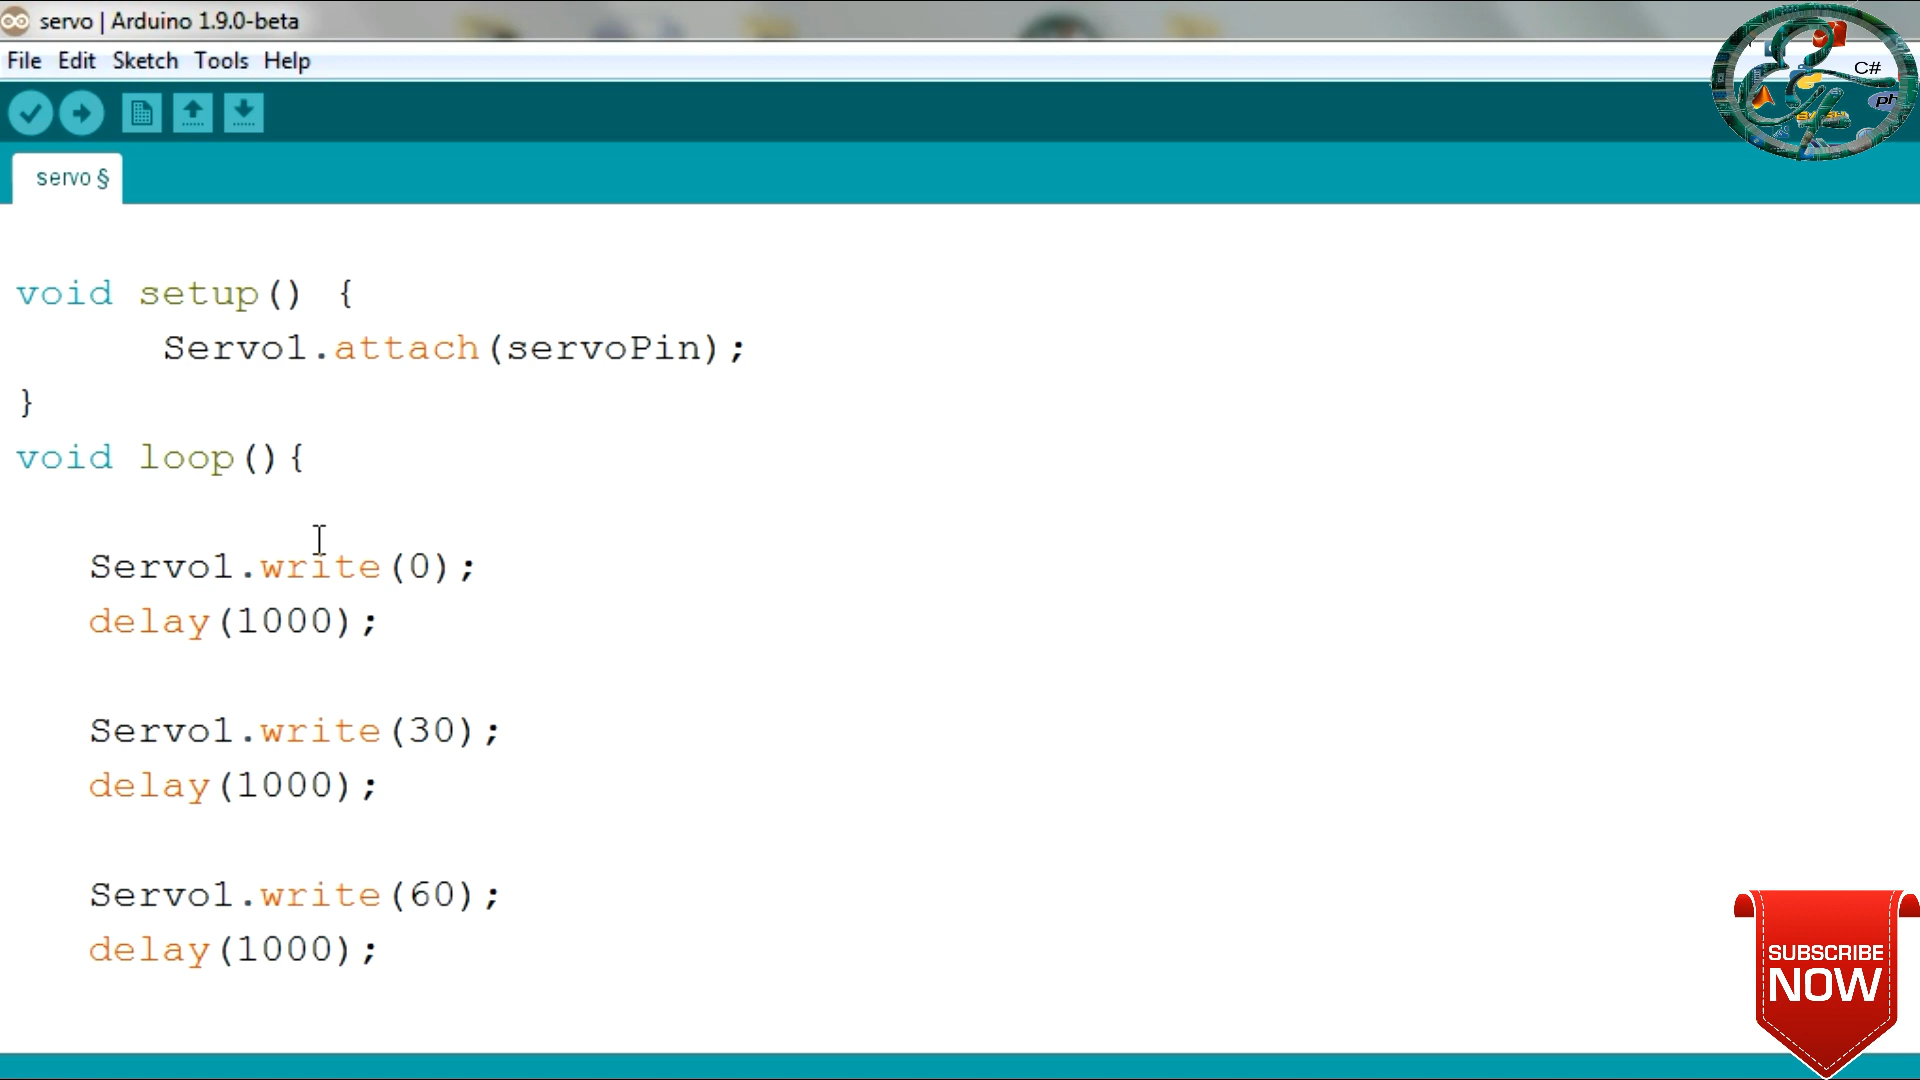 servo | Arduino 1.9.0-beta
File Edit Sketch Tools Help
C#
servo §
void setup() {
Servo1.attach(servoPin);
}
void loop(){
Servo1.write(0);
delay(1000);
Servo1.write(30);
delay(1000);
Servo1.write(60);
delay(1000);
SUBSCRIBE
NOW